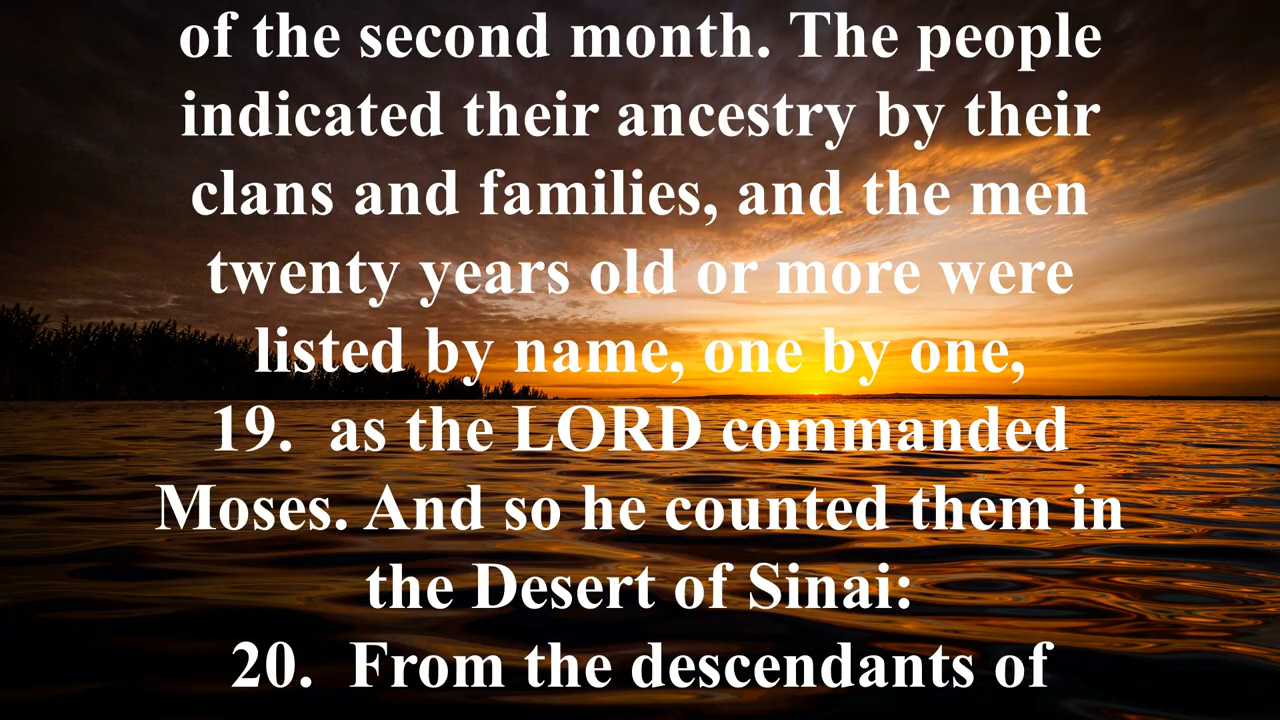 of the second month. The people
indicated their ancestry by their
clans and families, and the men
twenty years old or more were
listed by name, one by one,
19.  as the LORD commanded
Moses. And so he counted them in
the Desert of Sinai:
20.  From the descendants of